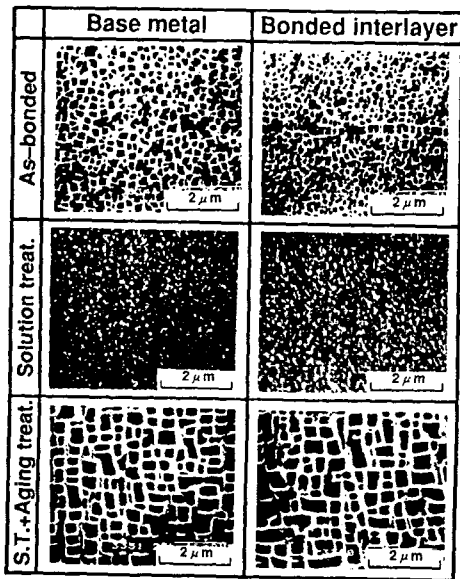 Base metal
Bonded interlayer
As-bonded
2 μm
2 μm
Solution treat.
2 μm
2 μm
S.T.+Aging treat.
2 μm
2 μm